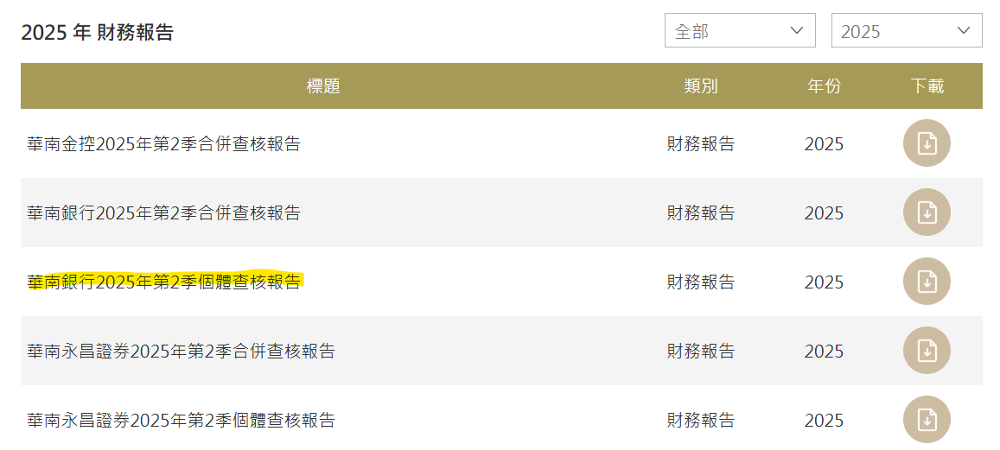 2025 年 財務報告 全部 2025
標題 類別 年份 下載
華南金控2025年第2季合併查核報告 財務報告 2025
華南銀行2025年第2季合併查核報告 財務報告 2025
華南銀行2025年第2季個體查核報告 財務報告 2025
華南永昌證券2025年第2季合併查核報告 財務報告 2025
華南永昌證券2025年第2季個體查核報告 財務報告 2025